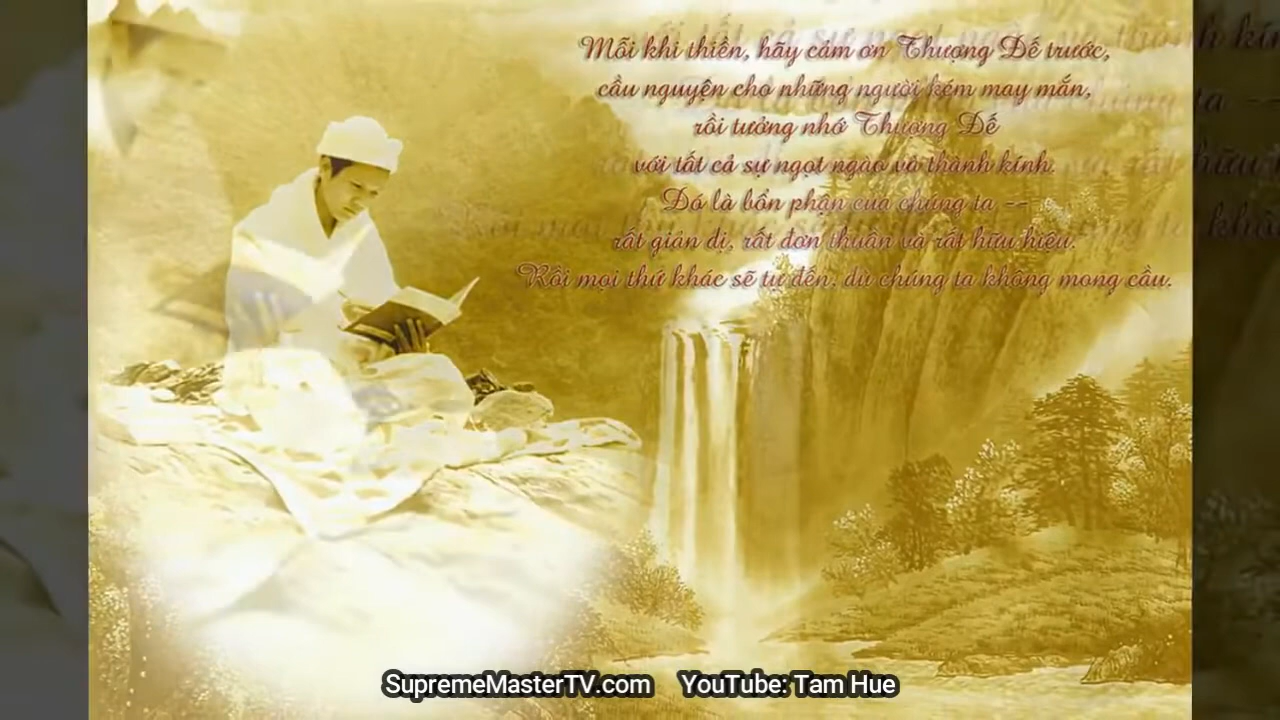 Mỗi khi thiền, hãy cảm ơn Thượng Đế trước,
cầu nguyện cho những người kém may mắn,
rồi tưởng nhớ Thượng Đế
với tất cả sự ngọt ngào và thành kính.
Đó là bổn phận của chúng ta --
rất giản dị, rất đơn thuần và rất hữu hiệu.
Rồi mọi thứ khác sẽ tự đến, dù chúng ta không mong cầu.
SupremeMasterTV.com YouTube: Tam Hue